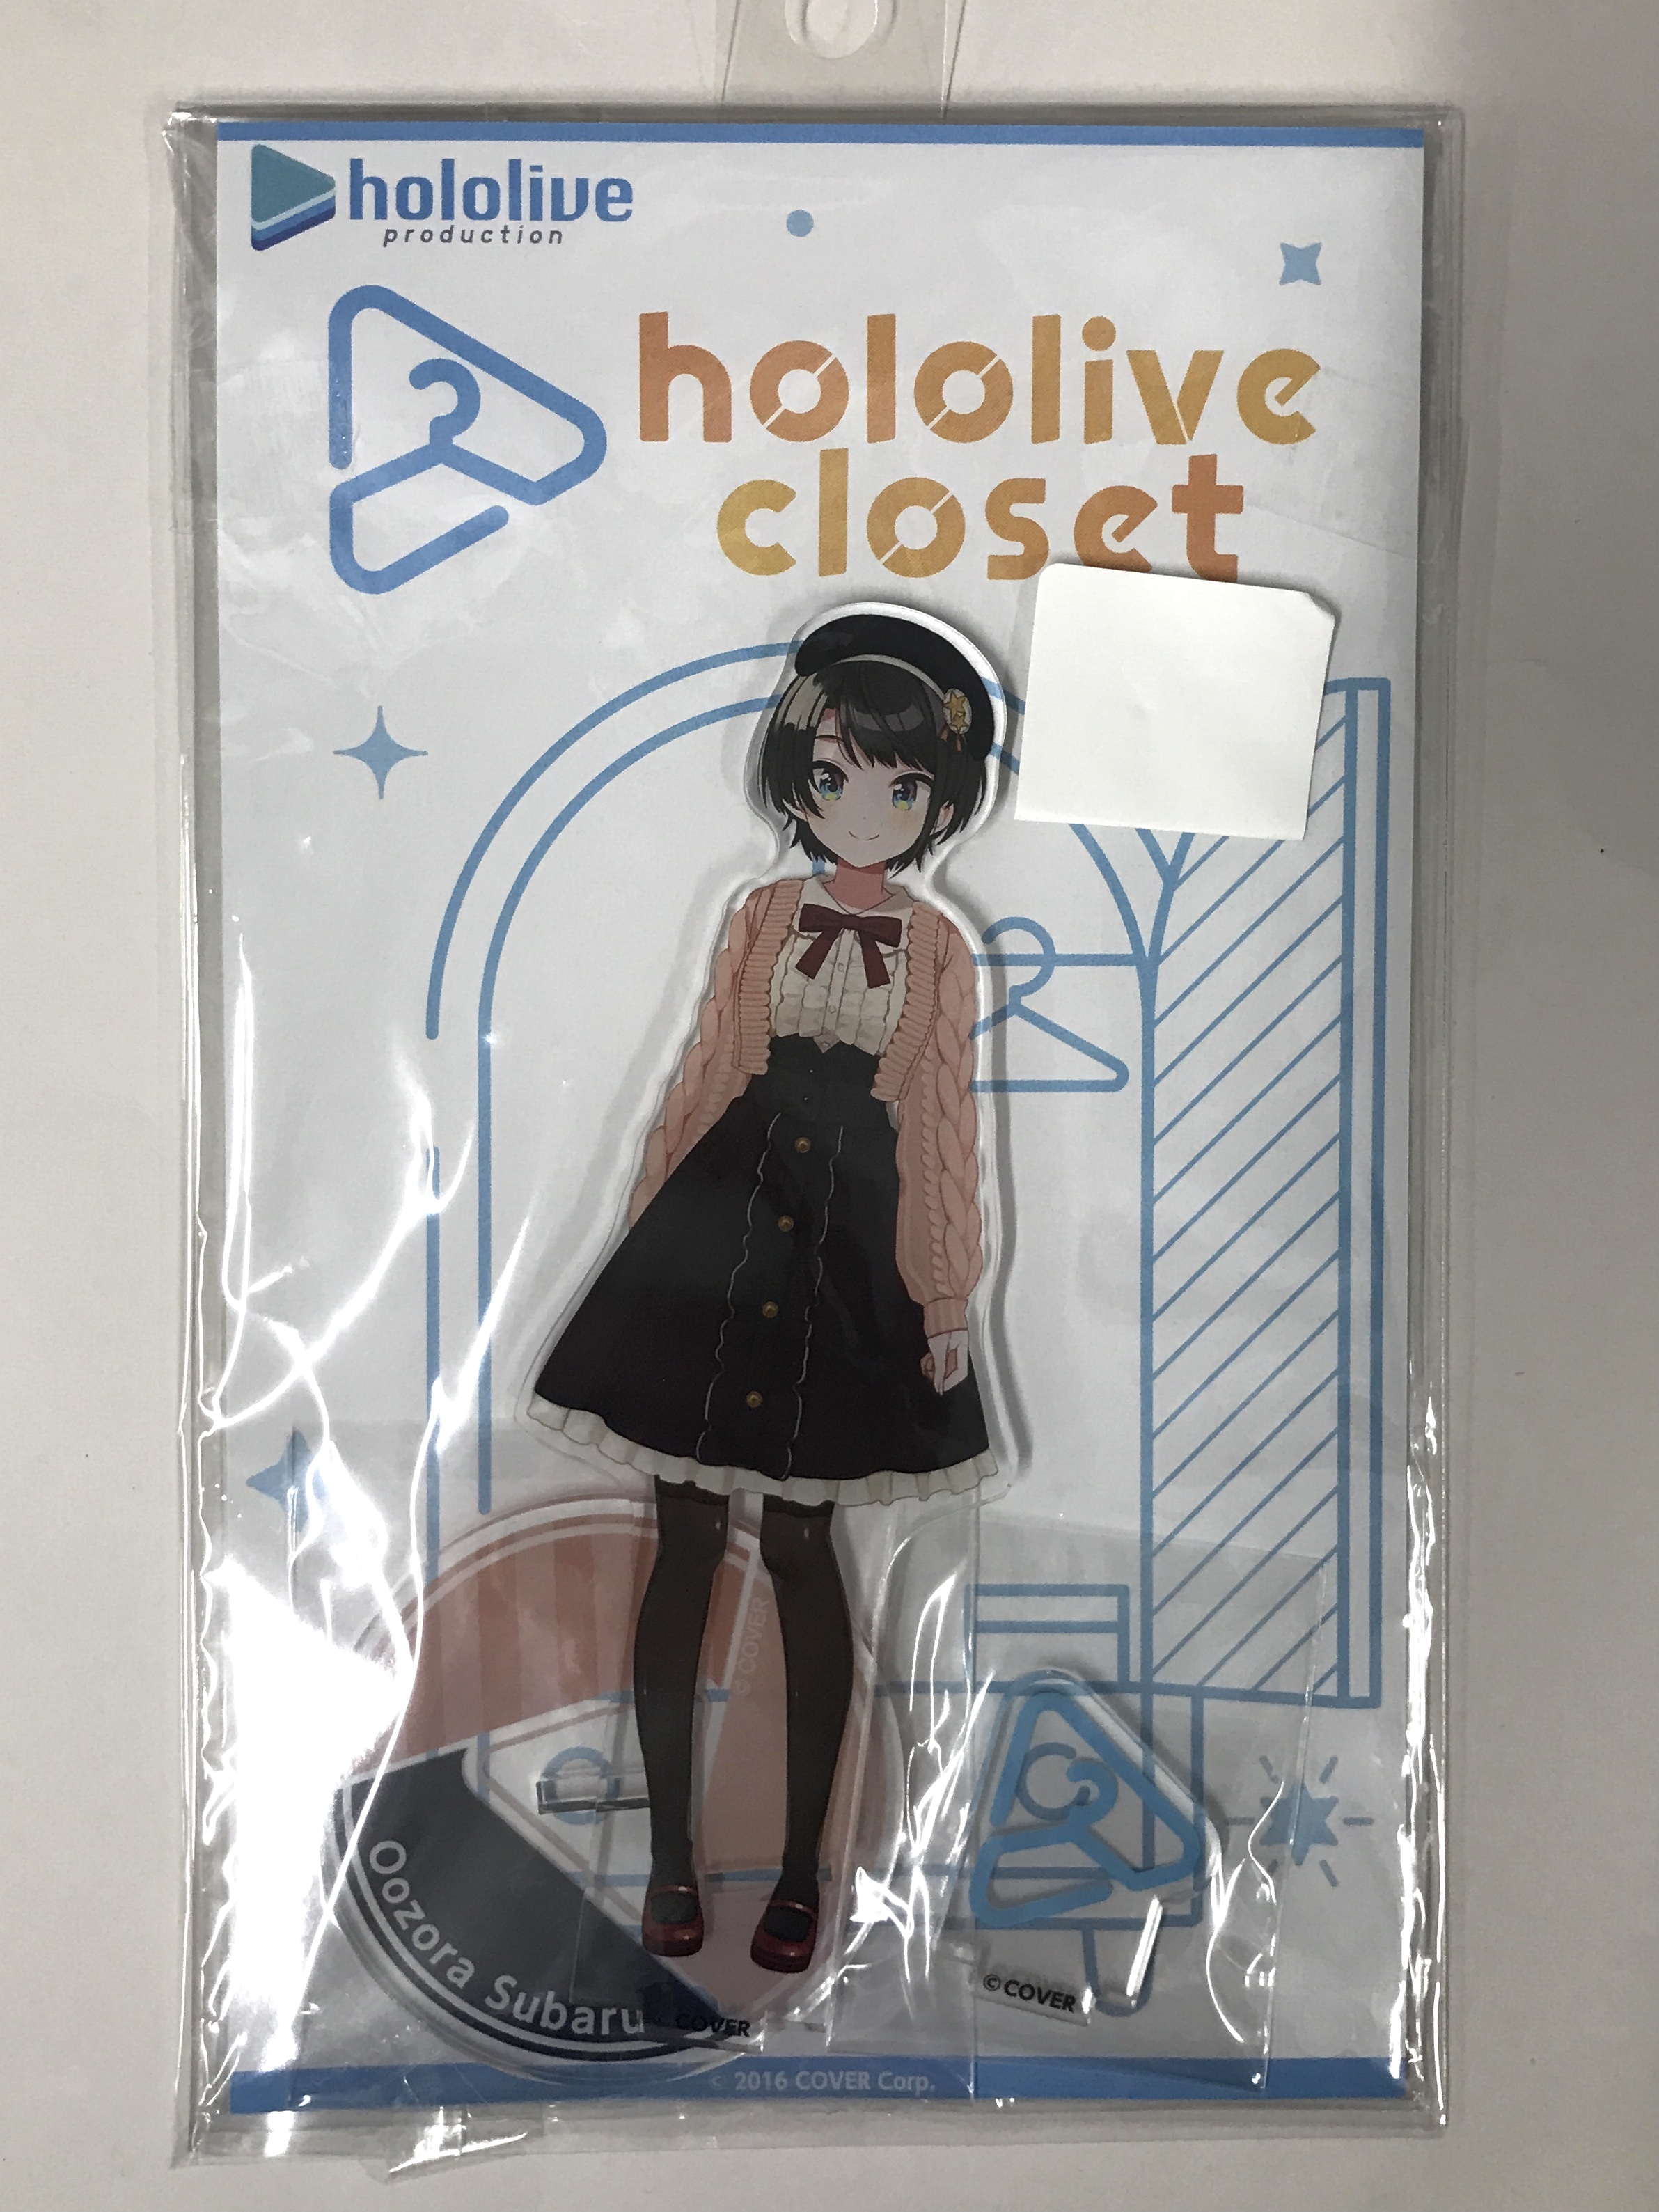 hololive
production
hololive
closet
© COVER
Oozora Subaru
© COVER
© COVER
© 2016 COVER Corp.